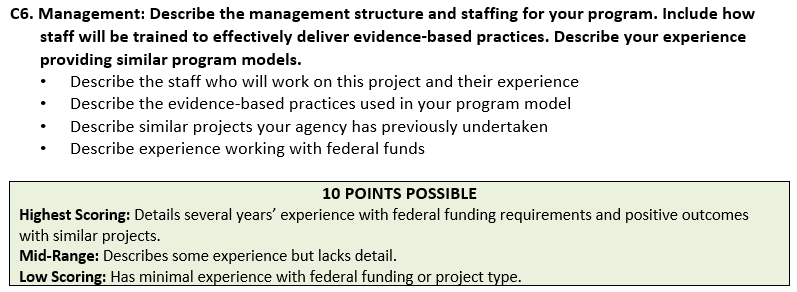 C6. Management: Describe the management structure and staffing for your program. Include how
staff will be trained to effectively deliver evidence-based practices. Describe your experience
providing similar program models.
• Describe the staff who will work on this project and their experience
• Describe the evidence-based practices used in your program model
• Describe similar projects your agency has previously undertaken
• Describe experience working with federal funds
10 POINTS POSSIBLE
Highest Scoring: Details several years’ experience with federal funding requirements and positive outcomes
with similar projects.
Mid-Range: Describes some experience but lacks detail.
Low Scoring: Has minimal experience with federal funding or project type.